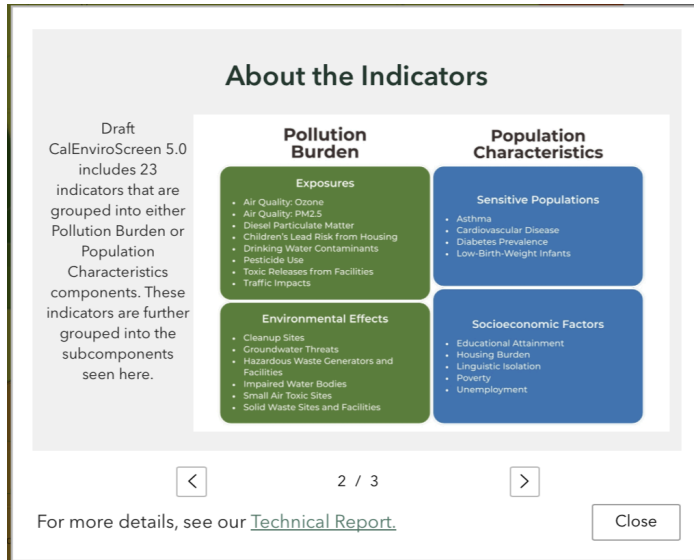 About the Indicators
Draft
CalEnviroScreen 5.0
includes 23
indicators that are
grouped into either
Pollution Burden or
Population
Characteristics
components. These
indicators are further
grouped into the
subcomponents
seen here.
Pollution
Burden
Exposures
• Air Quality: Ozone
• Air Quality: PM2.5
• Diesel Particulate Matter
• Children's Lead Risk from Housing
• Drinking Water Contaminants
• Pesticide Use
• Toxic Releases from Facilities
• Traffic Impacts
Environmental Effects
• Cleanup Sites
• Groundwater Threats
• Hazardous Waste Generators and
Facilities
• Impaired Water Bodies
• Small Air Toxic Sites
• Solid Waste Sites and Facilities
Population
Characteristics
Sensitive Populations
• Asthma
• Cardiovascular Disease
• Diabetes Prevalence
• Low-Birth-Weight Infants
Socioeconomic Factors
• Educational Attainment
• Housing Burden
• Linguistic Isolation
• Poverty
• Unemployment
2 / 3
For more details, see our Technical Report.
Close